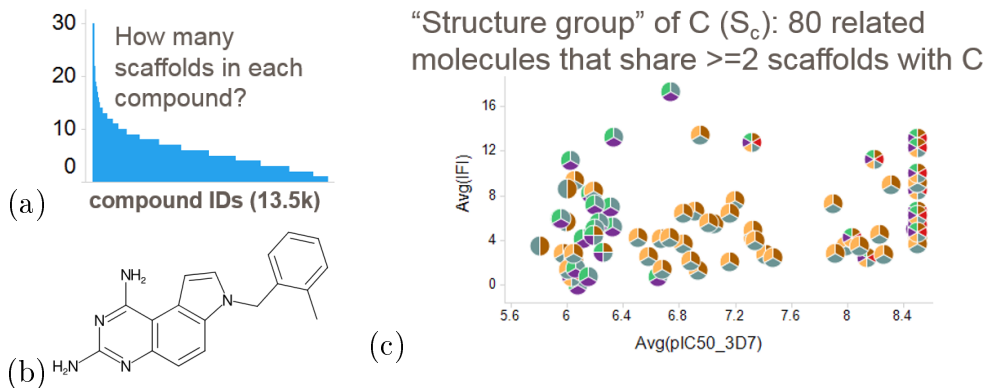 30
20
10
0
How many
scaffolds in each
compound?
compound IDs (13.5k)
(a)
NH₂
N
H₂N
N
N
(b)
“Structure group” of C (S_c): 80 related
molecules that share >=2 scaffolds with C
16
12
8
4
0
Avg(IFI)
5.6 6 6.4 6.8 7.2 7.6 8 8.4
Avg(pIC50_3D7)
(c)